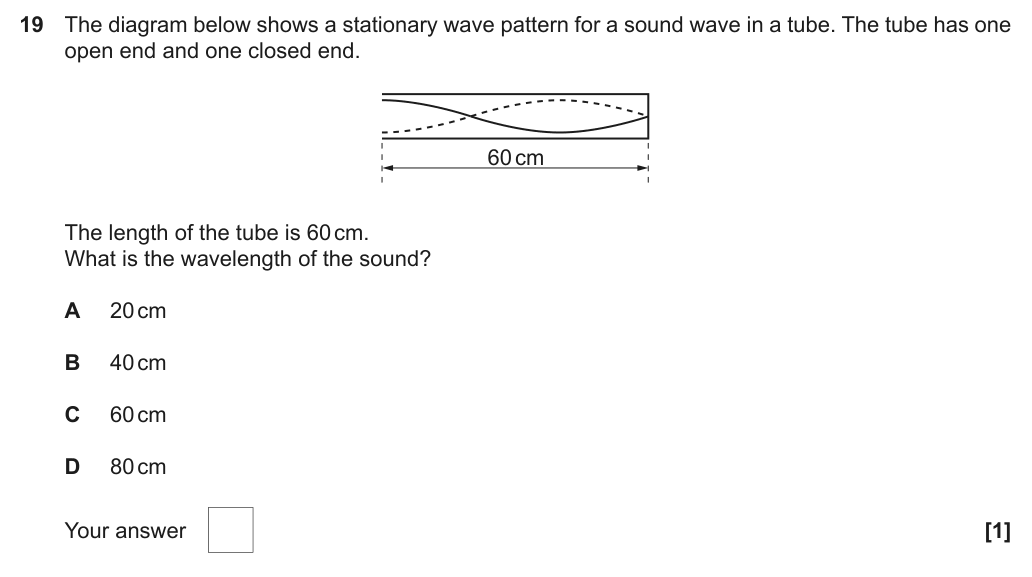 19 The diagram below shows a stationary wave pattern for a sound wave in a tube. The tube has one
open end and one closed end.
60 cm
The length of the tube is 60 cm.
What is the wavelength of the sound?
A 20 cm
B 40 cm
C 60 cm
D 80 cm
Your answer [1]